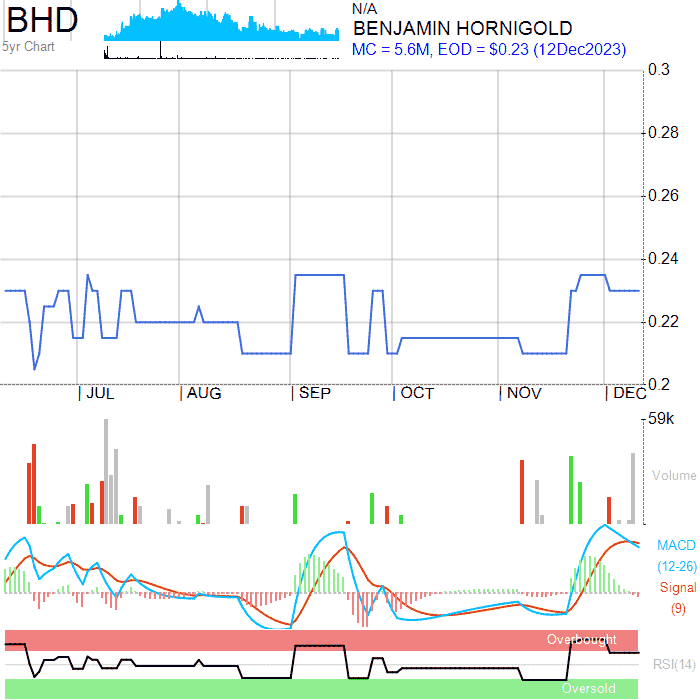 BHD
5yr Chart
N/A
BENJAMIN HORNIGOLD
MC = 5.6M, EOD = $0.23 (12Dec2023)
0.3
0.28
0.26
0.24
0.22
0.2
JUL AUG SEP OCT NOV DEC
59k
Volume
MACD
(12-26)
Signal
(9)
Overbought
RSI(14)
Oversold